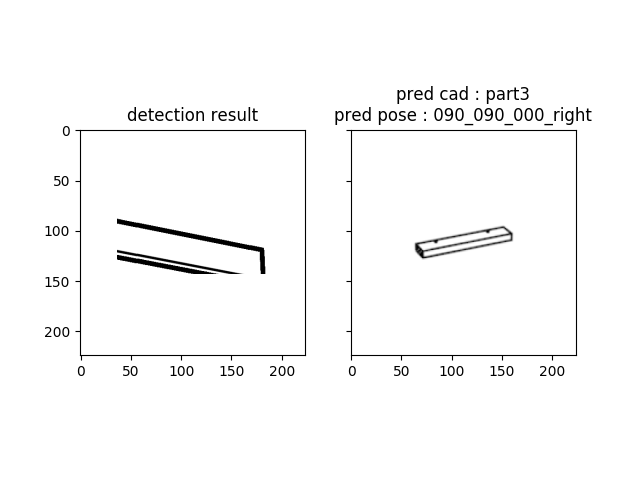 detection result
pred cad : part3
pred pose : 090_090_000_right
0
50
100
150
200
0 50 100 150 200
0 50 100 150 200